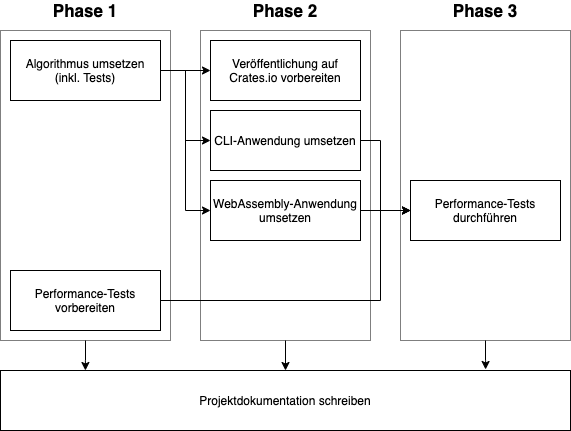 Phase 1
Phase 2
Phase 3
Algorithmus umsetzen
(inkl. Tests)
Veröffentlichung auf
Crates.io vorbereiten
CLI-Anwendung umsetzen
WebAssembly-Anwendung
umsetzen
Performance-Tests
durchführen
Performance-Tests
vorbereiten
Projektdokumentation schreiben